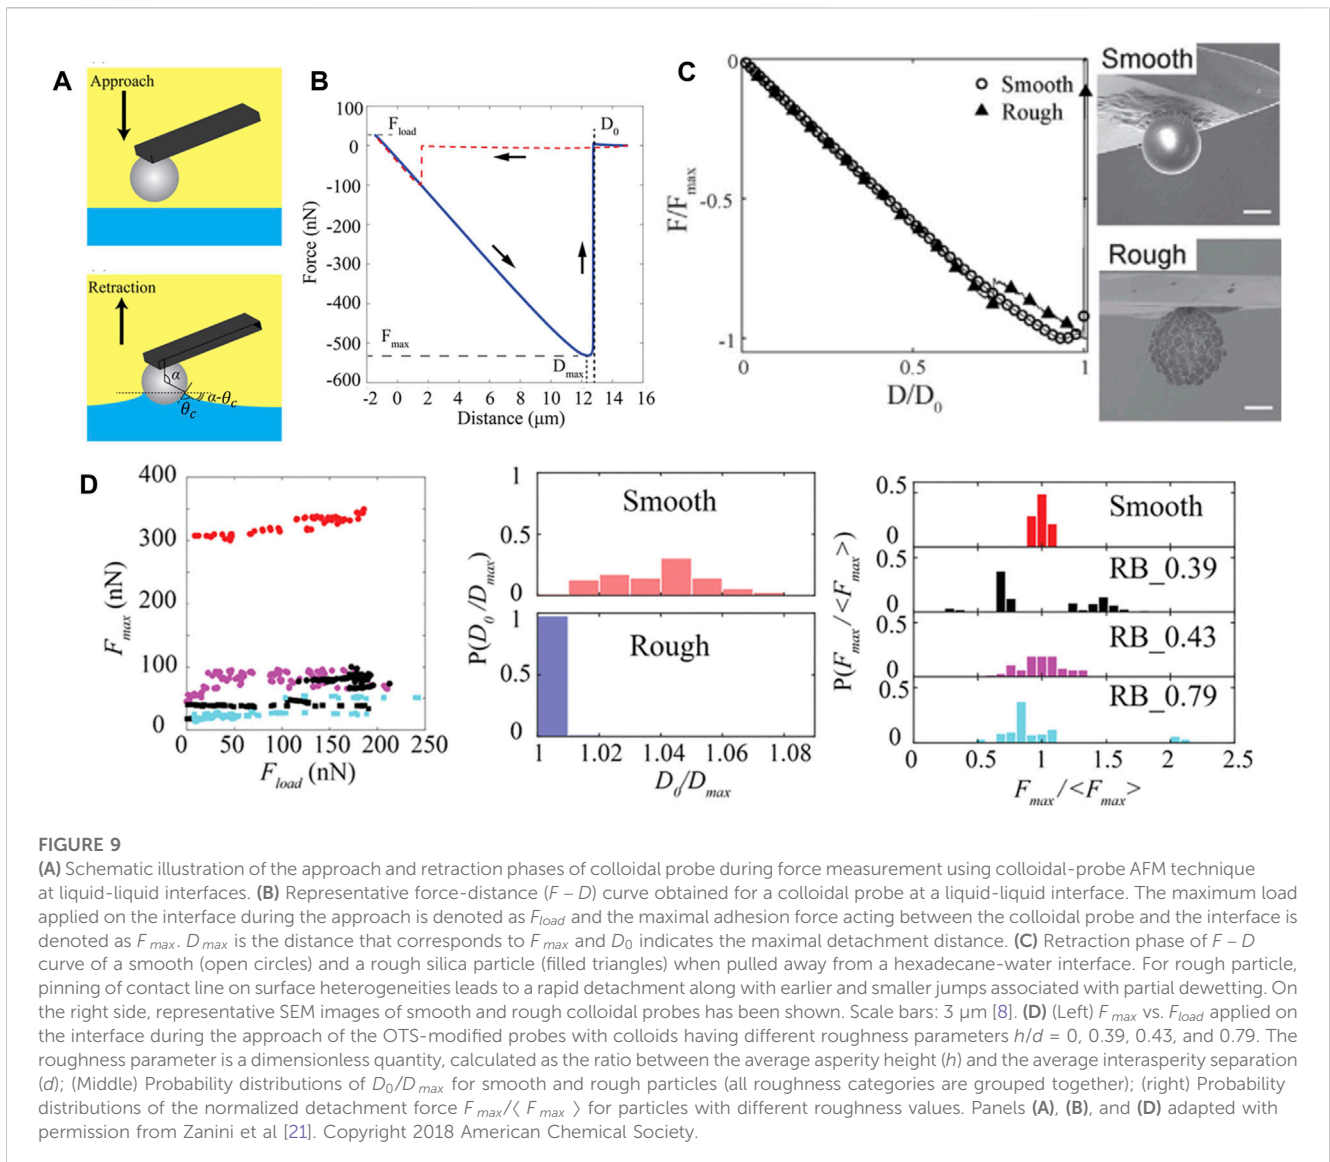 A
Approach
Retraction
α
θc
α-θc
B
100
0
-100
-200
-300
-400
-500
-600
Force (nN)
F load
D0
F max
D max
-2 0 2 4 6 8 10 12 14 16
Distance (μm)
C
0
-0.5
-1
F/Fmax
Smooth
Rough
0.5
1
D/D0
Smooth
Rough
D
400
300
200
100
0
Fmax (nN)
0 50 100 150 200 250
Fload (nN)
1
0.5
0
Smooth
1
0.5
0
Rough
P(D0/Dmax)
1 1.02 1.04 1.06 1.08
D0/Dmax
0.5
0
Smooth
RB_0.39
0.5
0
RB_0.43
0.5
0
RB_0.79
P(Fmax/<Fmax>)
0 0.5 1 1.5 2 2.5
Fmax/<Fmax>
FIGURE 9
(A) Schematic illustration of the approach and retraction phases of colloidal probe during force measurement using colloidal-probe AFM technique
at liquid-liquid interfaces. (B) Representative force-distance (F – D) curve obtained for a colloidal probe at a liquid-liquid interface. The maximum load
applied on the interface during the approach is denoted as Fload and the maximal adhesion force acting between the colloidal probe and the interface is
denoted as Fmax. Dmax is the distance that corresponds to Fmax and D0 indicates the maximal detachment distance. (C) Retraction phase of F – D
curve of a smooth (open circles) and a rough silica particle (filled triangles) when pulled away from a hexadecane-water interface. For rough particle,
pinning of contact line on surface heterogeneities leads to a rapid detachment along with earlier and smaller jumps associated with partial dewetting. On
the right side, representative SEM images of smooth and rough colloidal probes has been shown. Scale bars: 3 μm [8]. (D) (Left) Fmax vs. Fload applied on
the interface during the approach of the OTS-modified probes with colloids having different roughness parameters h/d = 0, 0.39, 0.43, and 0.79. The
roughness parameter is a dimensionless quantity, calculated as the ratio between the average asperity height (h) and the average interasperity separation
(d); (Middle) Probability distributions of D0/Dmax for smooth and rough particles (all roughness categories are grouped together); (right) Probability
distributions of the normalized detachment force Fmax/⟨ Fmax ⟩ for particles with different roughness values. Panels (A), (B), and (D) adapted with
permission from Zanini et al [21]. Copyright 2018 American Chemical Society.